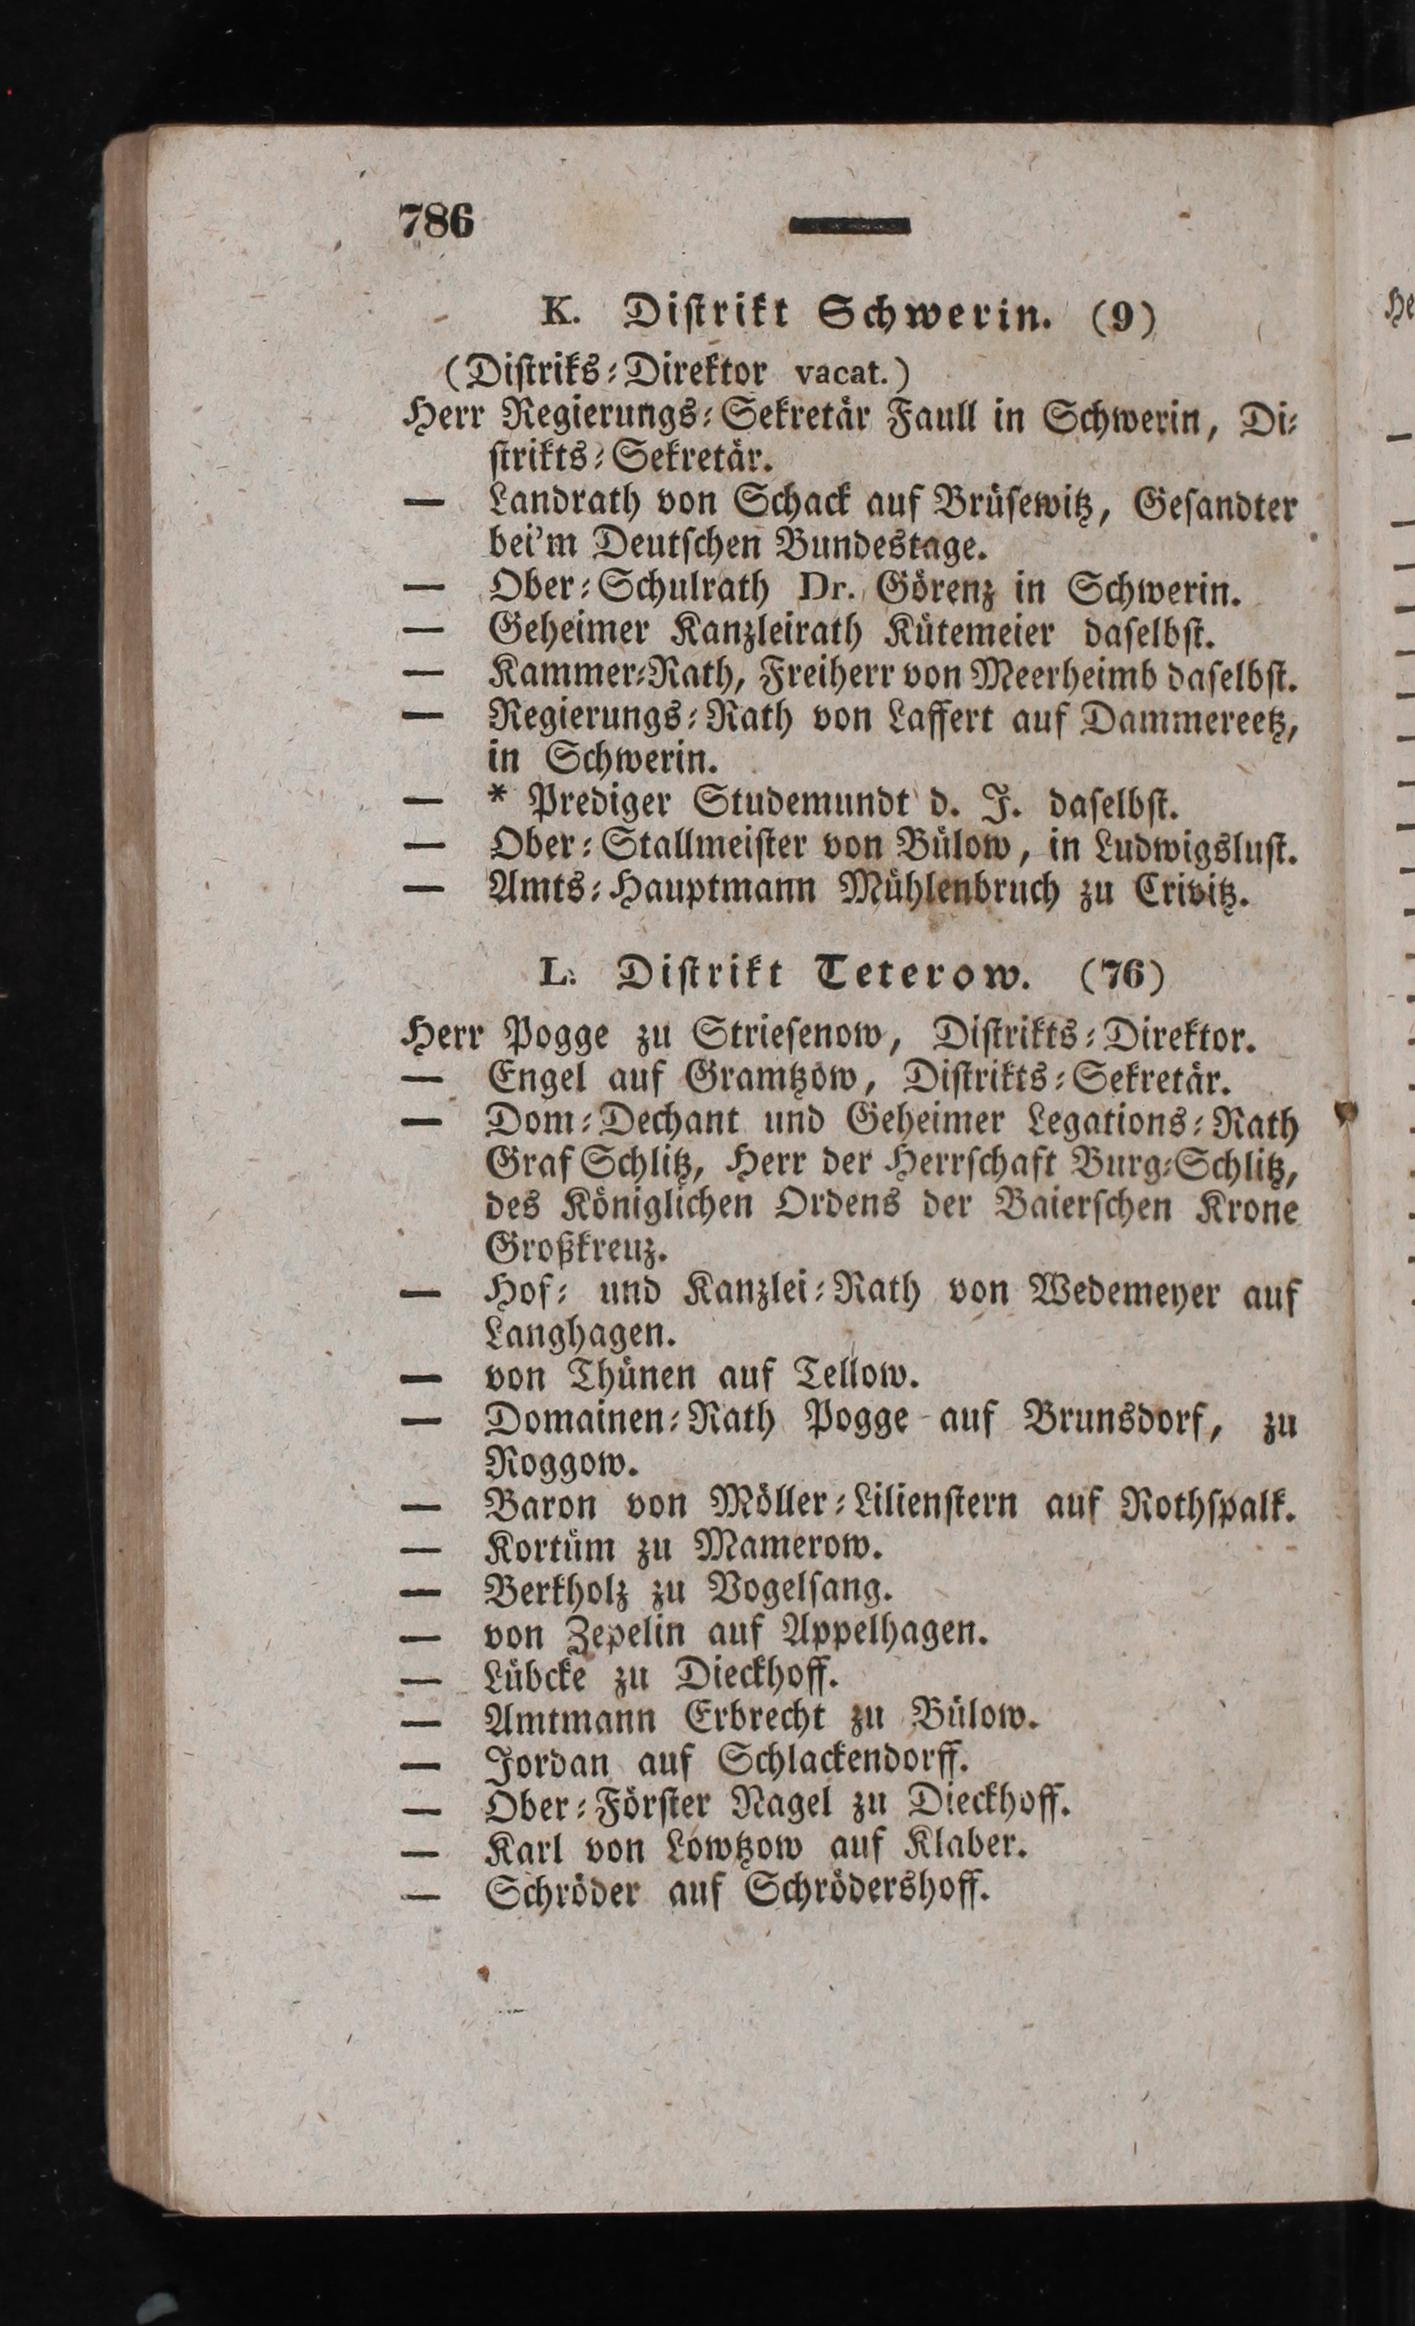 786
K. Distrikt Schwerin. (9)
(Distriks-Direktor vacat.)
Herr Regierungs-Sekretär Faull in Schwerin, Di-
strikts-Sekretär.
— Landrath von Schack auf Brüsewitz, Gesandter
bei'm Deutschen Bundestage.
— Ober-Schulrath Dr. Görenz in Schwerin.
— Geheimer Kanzleirath Kütemeier daselbst.
— Kammer-Rath, Freiherr von Meerheimb daselbst.
— Regierungs-Rath von Laffert auf Dammereetz,
in Schwerin.
— * Prediger Studemundt d. J. daselbst.
— Ober-Stallmeister von Bülow, in Ludwigslust.
— Amts-Hauptmann Mühlenbruch zu Crivitz.
L. Distrikt Teterow. (76)
Herr Pogge zu Striesenow, Distrikts-Direktor.
— Engel auf Gramtzow, Distrikts-Sekretär.
— Dom-Dechant und Geheimer Legations-Rath
Graf Schlitz, Herr der Herrschaft Burg-Schlitz,
des Königlichen Ordens der Baierschen Krone
Großkreuz.
— Hof- und Kanzlei-Rath von Wedemeyer auf
Langhagen.
— von Thünen auf Tellow.
— Domainen-Rath Pogge auf Brunsdorf, zu
Roggow.
— Baron von Möller-Lilienstern auf Rothspalk.
— Kortüm zu Mamerow.
— Berkholz zu Vogelsang.
— von Zepelin auf Appelhagen.
— Lübcke zu Dieckhoff.
— Amtmann Erbrecht zu Bülow.
— Jordan auf Schlackendorff.
— Ober-Förster Nagel zu Dieckhoff.
— Karl von Lowtzow auf Klaber.
— Schröder auf Schrödershoff.